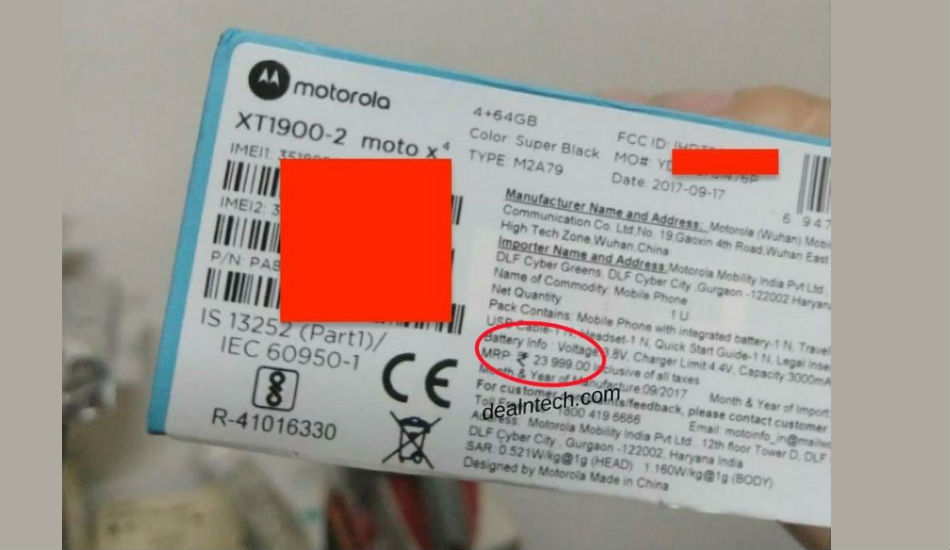 motorola
XT1900-2 moto x4
IMEI1:
IMEI2: 3
P/N: PA8
IS 13252 (Part1)/
IEC 60950-1
R-41016330
CE
4+64GB
Color: Super Black
TYPE M2A79
FCC ID:
MO#
Date: 2017-09-17
6 947
Manufacturer Name and Address: Motorola (Wuhan)
Communication Co. Ltd, No. 19, Gaoxin 4th Road, Wuhan East
High Tech Zone, Wuhan, China
Importer Name and Address: Motorola Mobility India Pvt Ltd.
DLF Cyber Greens, DLF Cyber City, Gurgaon -122002 Haryana
Name of Commodity: Mobile Phone
Net Quantity 1 U
Pack Contains: Mobile Phone with integrated battery-1 N,
USB Cable-1 N, Headset-1 N, Quick Start Guide-1 N, Legal
Battery Info : Voltage 3.8V, Charger Limit:4.4V, Capacity:3000mA
MRP: ₹ 23 999.00 Inclusive of all taxes
Month & Year of Manufacture:09/2017 Month & Year of Import
For customer please contact customer
Toll 1800 419 6686 Email:
dealntech.com
Address: Motorola Mobility India Pvt Ltd. 12th floor Tower D, DLF
DLF Cyber City, Gurgaon -122002, Haryana India
SAR: 0.521W/kg@1g (HEAD) 1.160W/kg@1g (BODY)
Designed by Motorola Made in China